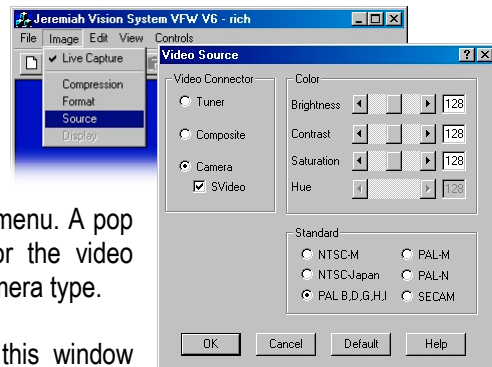 Jeremiah Vision System VFW V6 - rich
File Image Edit View Controls
Live Capture
Compression
Format
Source
Display
Video Source
Video Connector
Tuner
Composite
Camera
SVideo
Color
Brightness 128
Contrast 128
Saturation 128
Hue 128
Standard
NTSC-M PAL-M
NTSC-Japan PAL-N
PAL B,D,G,H,I SECAM
OK Cancel Default Help
menu. A pop
or the video
mera type.
this window